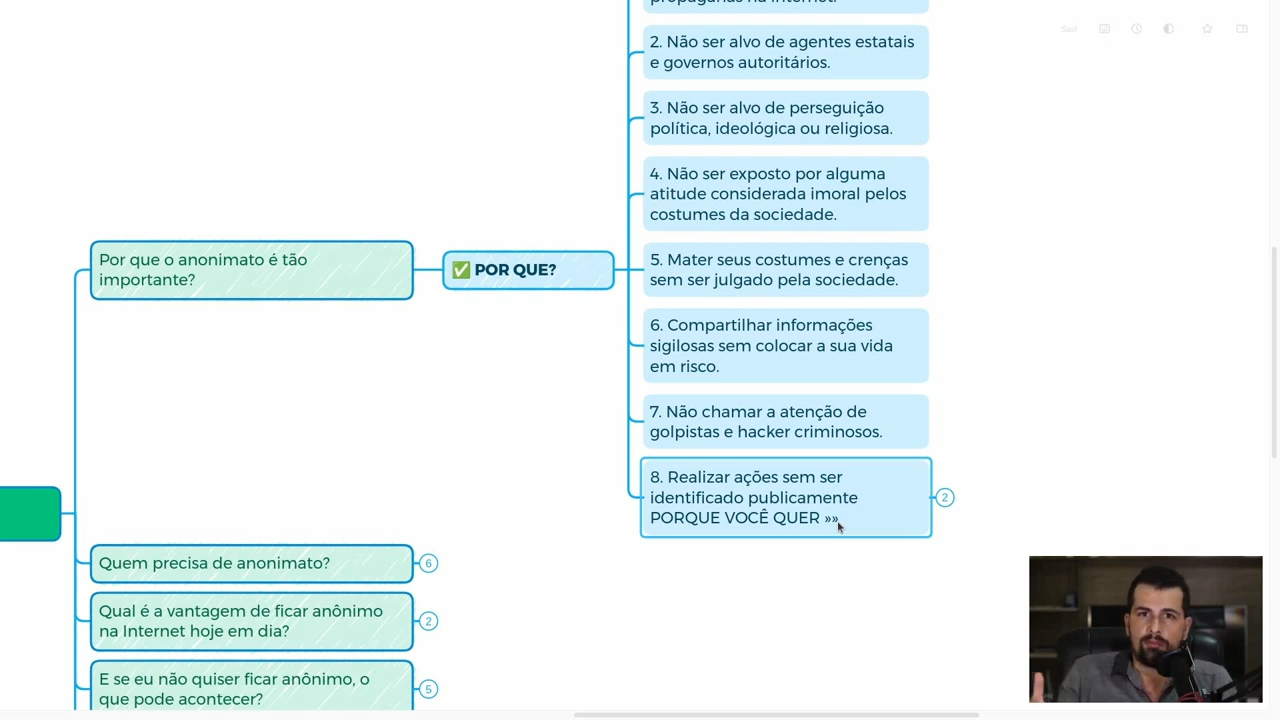 propagandas na Internet.
Sair
2. Não ser alvo de agentes estatais
e governos autoritários.
3. Não ser alvo de perseguição
política, ideológica ou religiosa.
4. Não ser exposto por alguma
atitude considerada imoral pelos
costumes da sociedade.
Por que o anonimato é tão
importante?
✅ POR QUE?
5. Mater seus costumes e crenças
sem ser julgado pela sociedade.
6. Compartilhar informações
sigilosas sem colocar a sua vida
em risco.
7. Não chamar a atenção de
golpistas e hacker criminosos.
8. Realizar ações sem ser
identificado publicamente
PORQUE VOCÊ QUER »»
2
Quem precisa de anonimato?
6
Qual é a vantagem de ficar anônimo
na Internet hoje em dia?
2
E se eu não quiser ficar anônimo, o
que pode acontecer?
5